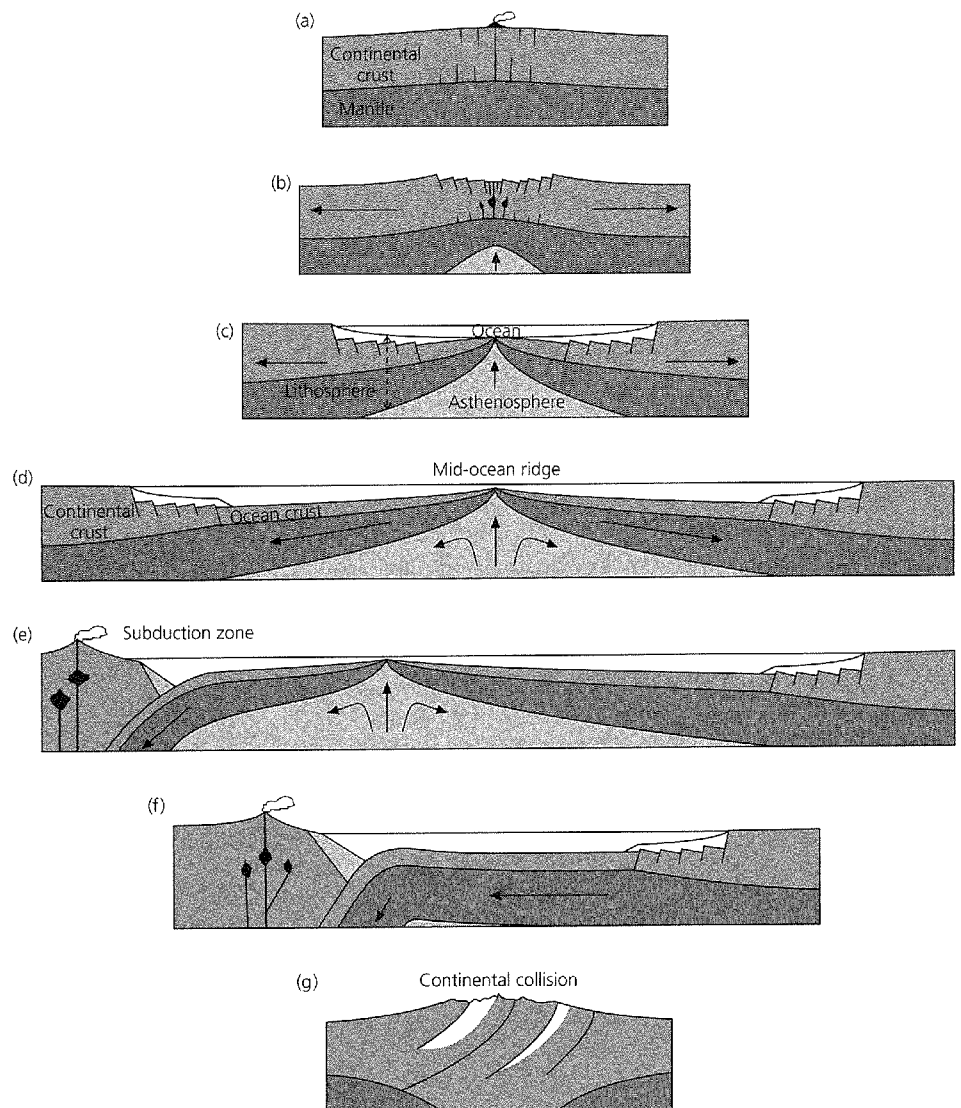 (a)
Continental
crust
Mantle
(b)
(c)
Ocean
Lithosphere
Asthenosphere
(d)
Mid-ocean ridge
Continental
crust
Ocean crust
(e)
Subduction zone
(f)
(g)
Continental collision